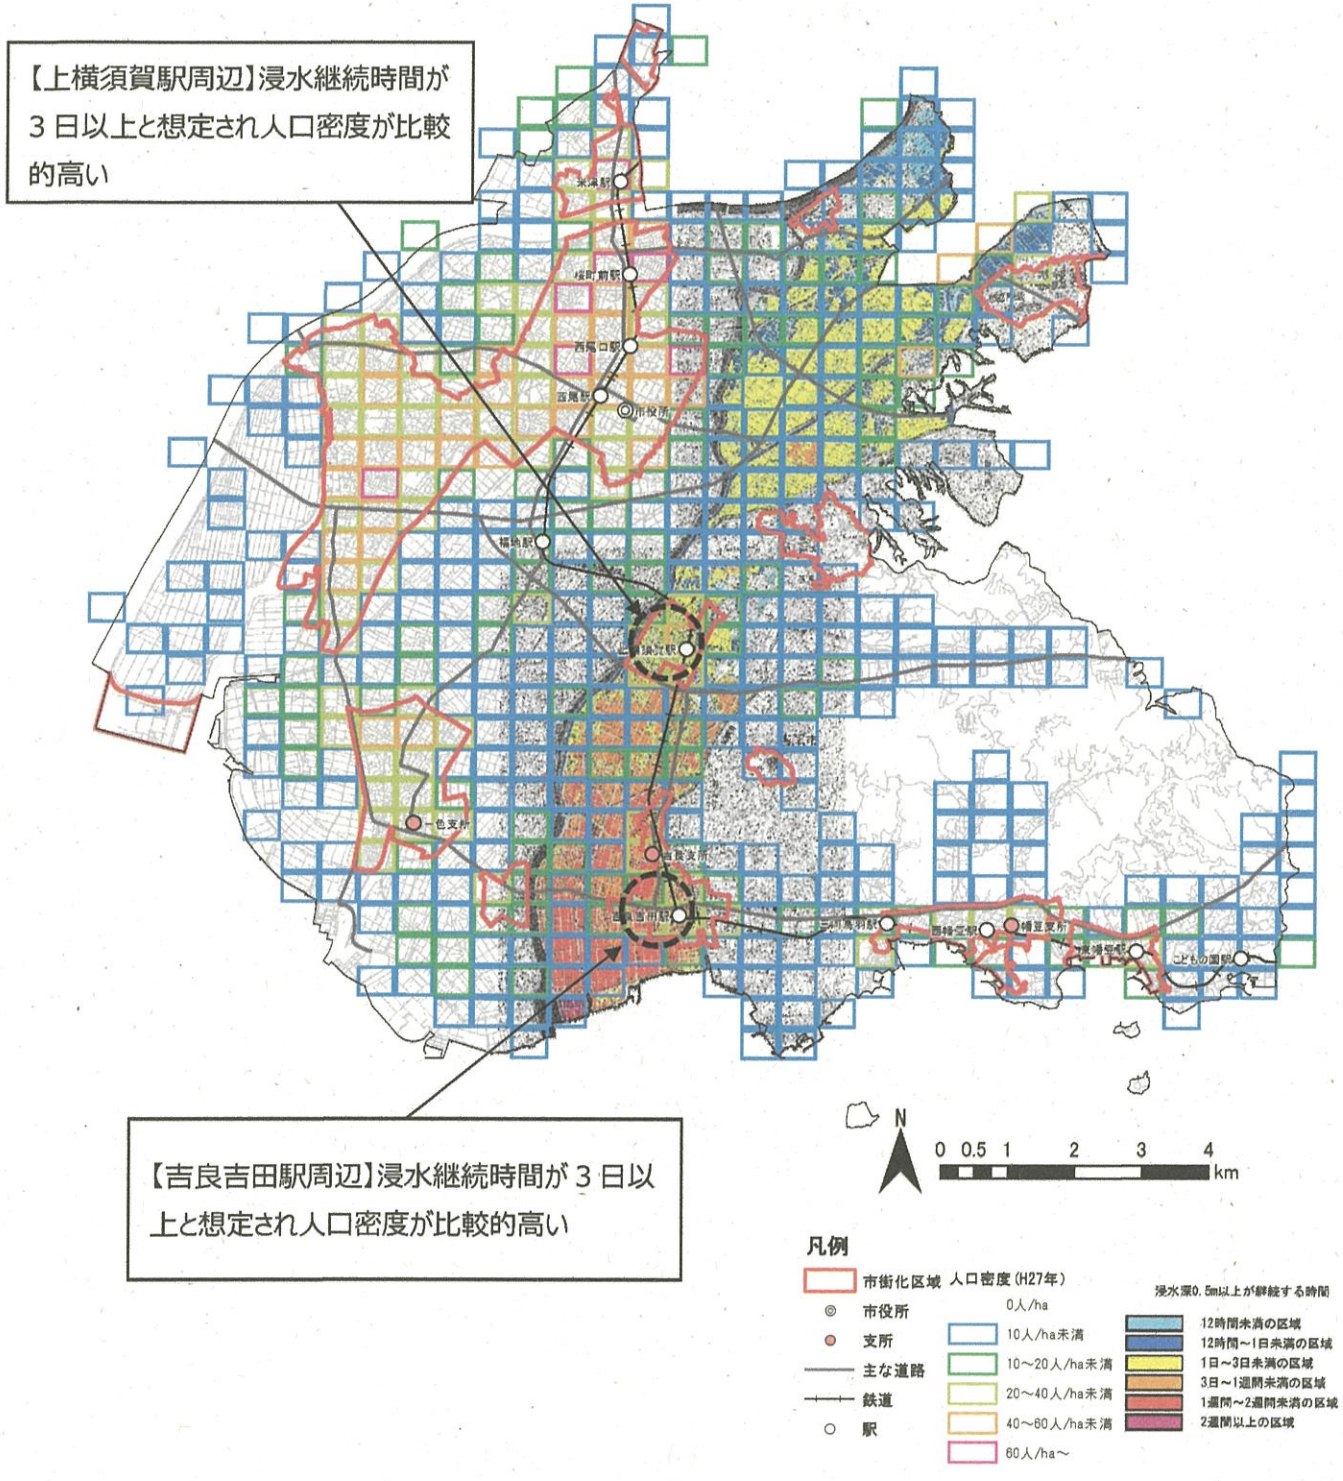 【上横須賀駅周辺】浸水継続時間が
3日以上と想定され人口密度が比較
的高い
米津駅
桜町前駅
西尾口駅
西尾駅
市役所
福地駅
上横須賀駅
一色支所
吉良支所
吉良吉田駅
三河鳥羽駅
西幡豆駅
幡豆支所
東幡豆駅
こどもの国駅
【吉良吉田駅周辺】浸水継続時間が3日以
上と想定され人口密度が比較的高い
N
0 0.5 1 2 3 4
km
凡例
市街化区域
市役所
支所
主な道路
鉄道
駅
人口密度(H27年)
0人/ha
10人/ha未満
10~20人/ha未満
20~40人/ha未満
40~60人/ha未満
60人/ha~
浸水深0.5m以上が継続する時間
12時間未満の区域
12時間~1日未満の区域
1日~3日未満の区域
3日~1週間未満の区域
1週間~2週間未満の区域
2週間以上の区域